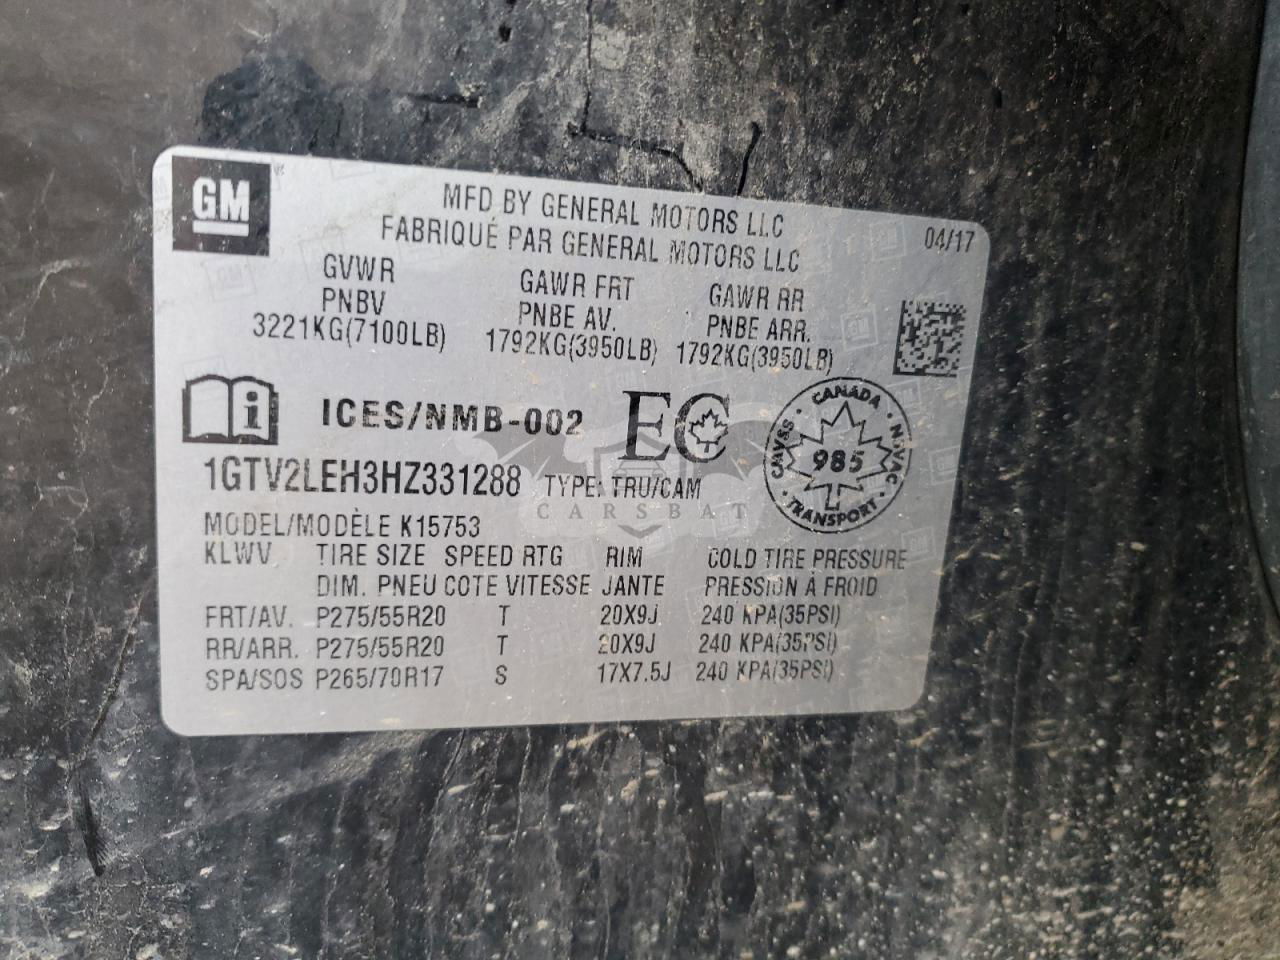 GM
MFD BY GENERAL MOTORS LLC
FABRIQUÉ PAR GENERAL MOTORS LLC
04/17
GVWR GAWR FRT GAWR RR
PNBV PNBE AV. PNBE ARR.
3221KG(7100LB) 1792KG(3950LB) 1792KG(3950LB)
ICES/NMB-002 EC
CANADA
CMVSS 985 NSVAC
TRANSPORT
1GTV2LEH3HZ331288 TYPE: TRU/CAM
CARSBAT
MODEL/MODÈLE K15753
KLWV TIRE SIZE SPEED RTG RIM COLD TIRE PRESSURE
DIM. PNEU COTE VITESSE JANTE PRESSION À FROID
FRT/AV. P275/55R20 T 20X9J 240 KPA(35PSI)
RR/ARR. P275/55R20 T 20X9J 240 KPA(35PSI)
SPA/SOS P265/70R17 S 17X7.5J 240 KPA(35PSI)